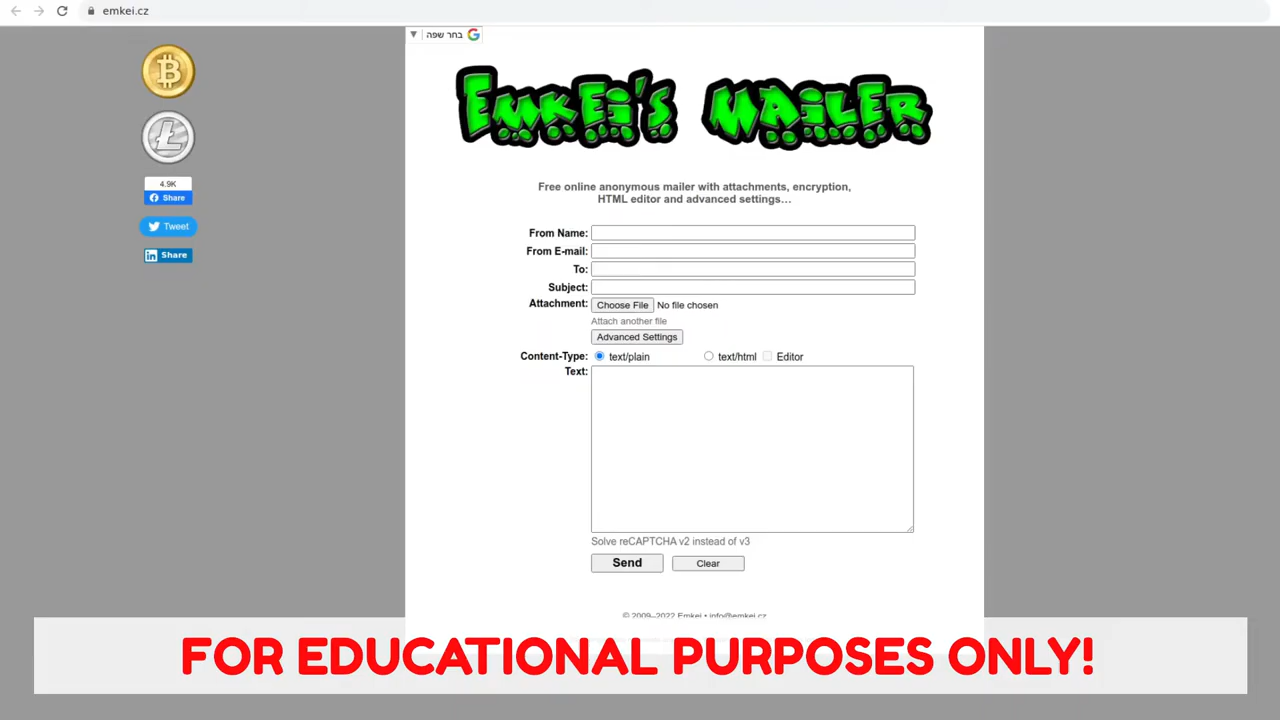 emkei.cz
בחר שפה
EMKEi's MAiLER
Free online anonymous mailer with attachments, encryption,
HTML editor and advanced settings…
4.9K
Share
Tweet
Share
From Name:
From E-mail:
To:
Subject:
Attachment: Choose File No file chosen
Attach another file
Advanced Settings
Content-Type: text/plain text/html Editor
Text:
Solve reCAPTCHA v2 instead of v3
Send Clear
© 2009–2022 Emkei • info@emkei.cz
FOR EDUCATIONAL PURPOSES ONLY!